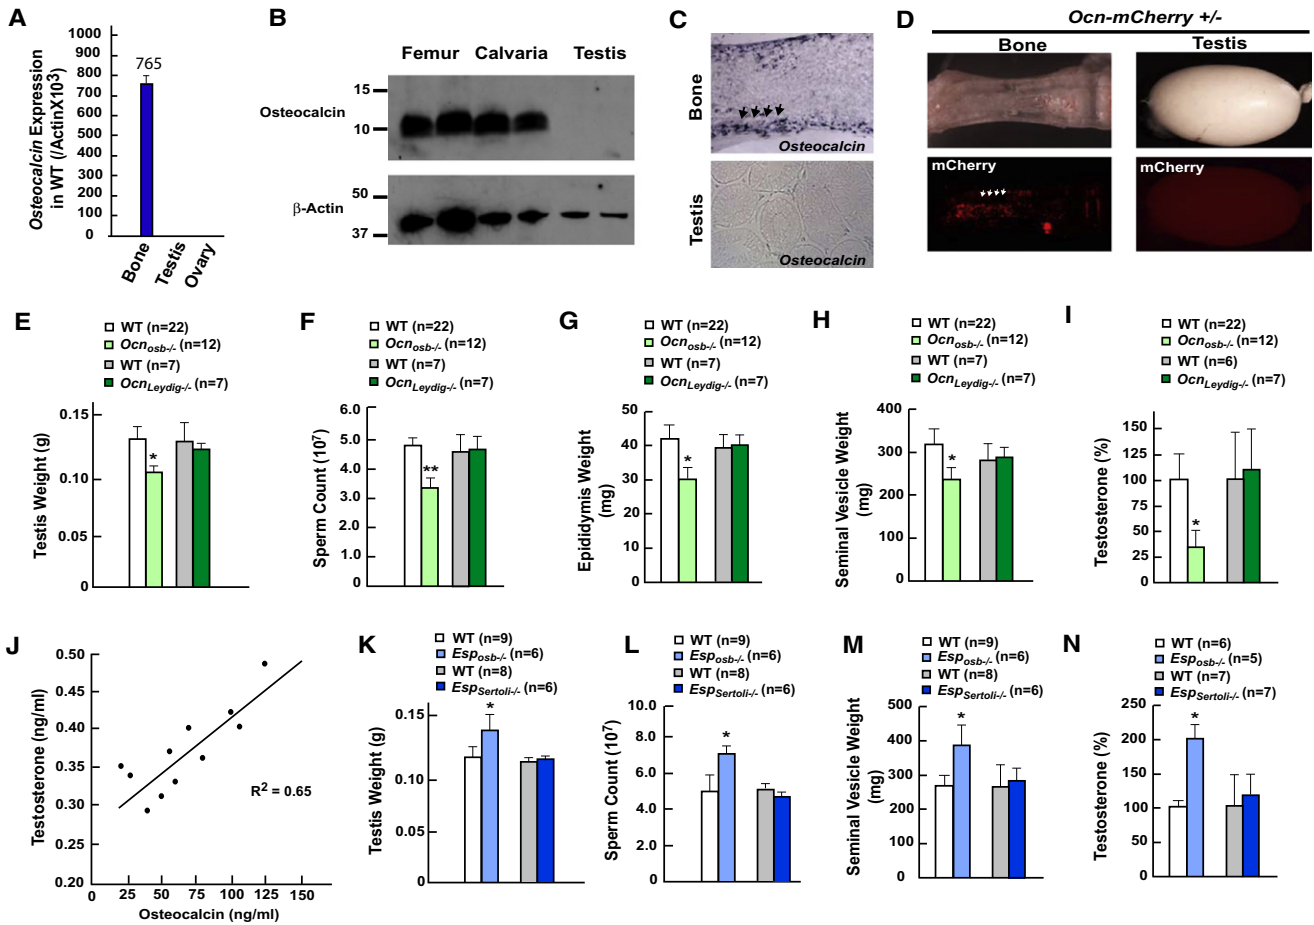 A
Osteocalcin Expression
in WT (/ActinX10³)
1000
900
800
700
600
500
400
300
200
100
0
765
Bone
Testis
Ovary
B
Femur Calvaria Testis
Osteocalcin
15
10
β-Actin
50
37
C
Bone
Osteocalcin
Testis
Osteocalcin
D
Ocn-mCherry +/-
Bone
Testis
mCherry
mCherry
E
WT (n=22)
Ocnosb-/- (n=12)
WT (n=7)
OcnLeydig-/- (n=7)
Testis Weight (g)
0.15
0.10
0.05
0
*
F
WT (n=22)
Ocnosb-/- (n=12)
WT (n=7)
OcnLeydig-/- (n=7)
Sperm Count (10⁷)
6.0
5.0
4.0
3.0
2.0
1.0
0
**
G
WT (n=22)
Ocnosb-/- (n=12)
WT (n=7)
OcnLeydig-/- (n=7)
Epididymis Weight
(mg)
50
40
30
20
10
0
*
H
WT (n=22)
Ocnosb-/- (n=12)
WT (n=7)
OcnLeydig-/- (n=7)
Seminal Vesicle Weight
(mg)
400
300
200
100
0
*
I
WT (n=22)
Ocnosb-/- (n=12)
WT (n=6)
OcnLeydig-/- (n=7)
Testosterone (%)
150
125
100
75
50
25
0
*
J
Testosterone (ng/ml)
0.50
0.45
0.40
0.35
0.30
0.25
0.20
R² = 0.65
0 25 50 75 100 125 150
Osteocalcin (ng/ml)
K
WT (n=9)
Esposb-/- (n=6)
WT (n=8)
EspSertoli-/- (n=6)
Testis Weight (g)
0.15
0.10
0.05
0
*
L
WT (n=9)
Esposb-/- (n=6)
WT (n=8)
EspSertoli-/- (n=6)
Sperm Count (10⁷)
10.0
8.0
6.0
4.0
2.0
0
*
M
WT (n=9)
Esposb-/- (n=6)
WT (n=8)
EspSertoli-/- (n=6)
Seminal Vesicle Weight
(mg)
500
400
300
200
100
0
*
N
WT (n=6)
Esposb-/- (n=5)
WT (n=7)
EspSertoli-/- (n=7)
Testosterone (%)
250
200
150
100
50
0
*